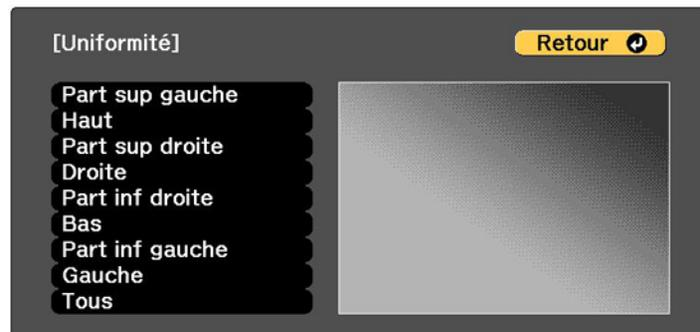 [Uniformité]
Retour
Part sup gauche
Haut
Part sup droite
Droite
Part inf droite
Bas
Part inf gauche
Gauche
Tous